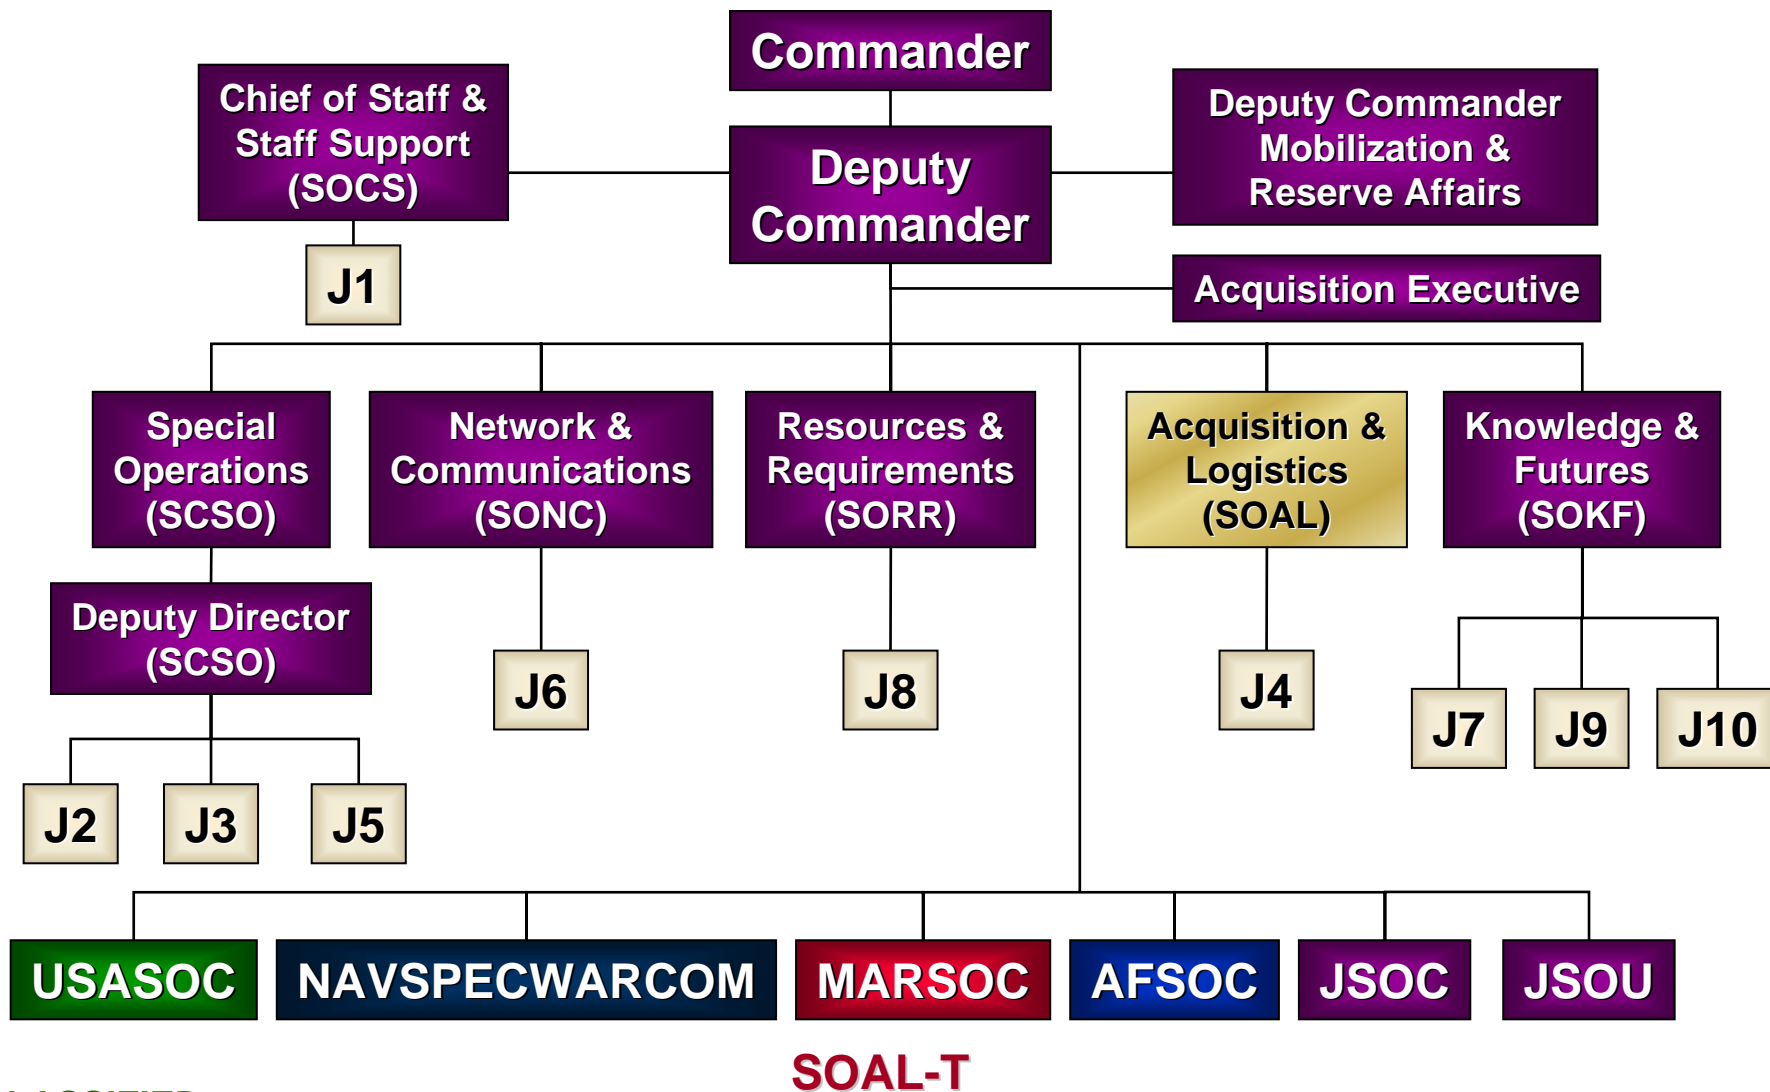 Commander
Chief of Staff &
Staff Support
(SOCS)
Deputy
Commander
Deputy Commander
Mobilization &
Reserve Affairs
J1
Acquisition Executive
Special
Operations
(SCSO)
Network &
Communications
(SONC)
Resources &
Requirements
(SORR)
Acquisition &
Logistics
(SOAL)
Knowledge &
Futures
(SOKF)
Deputy Director
(SCSO)
J6
J8
J4
J7
J9
J10
J2
J3
J5
USASOC
NAVSPECWARCOM
MARSOC
AFSOC
JSOC
JSOU
SOAL-T